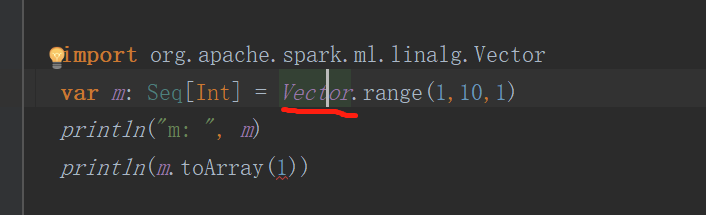 import org.apache.spark.ml.linalg.Vector
var m: Seq[Int] = Vector.range(1,10,1)
println("m: ", m)
println(m.toArray(1))